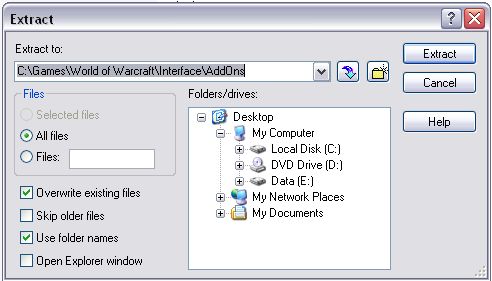 Extract
Extract to:
C:\Games\World of Warcraft\Interface\AddOns
Extract
Cancel
Help
Files
Selected files
All files
Files:
Overwrite existing files
Skip older files
Use folder names
Open Explorer window
Folders/drives:
Desktop
My Computer
Local Disk (C:)
DVD Drive (D:)
Data (E:)
My Network Places
My Documents